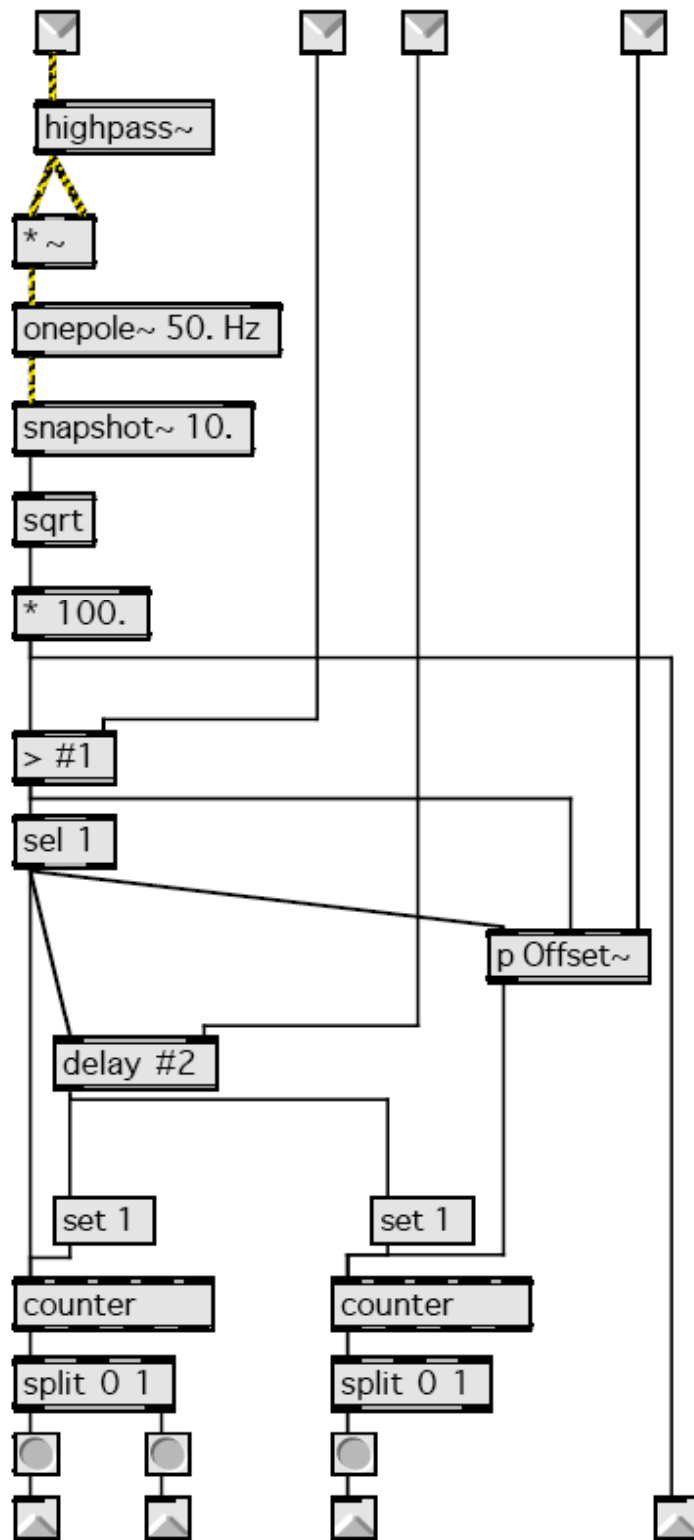 highpass~
* ~
onepole~ 50. Hz
snapshot~ 10.
sqrt
* 100.
> #1
sel 1
p Offset~
delay #2
set 1
set 1
counter
counter
split 0 1
split 0 1